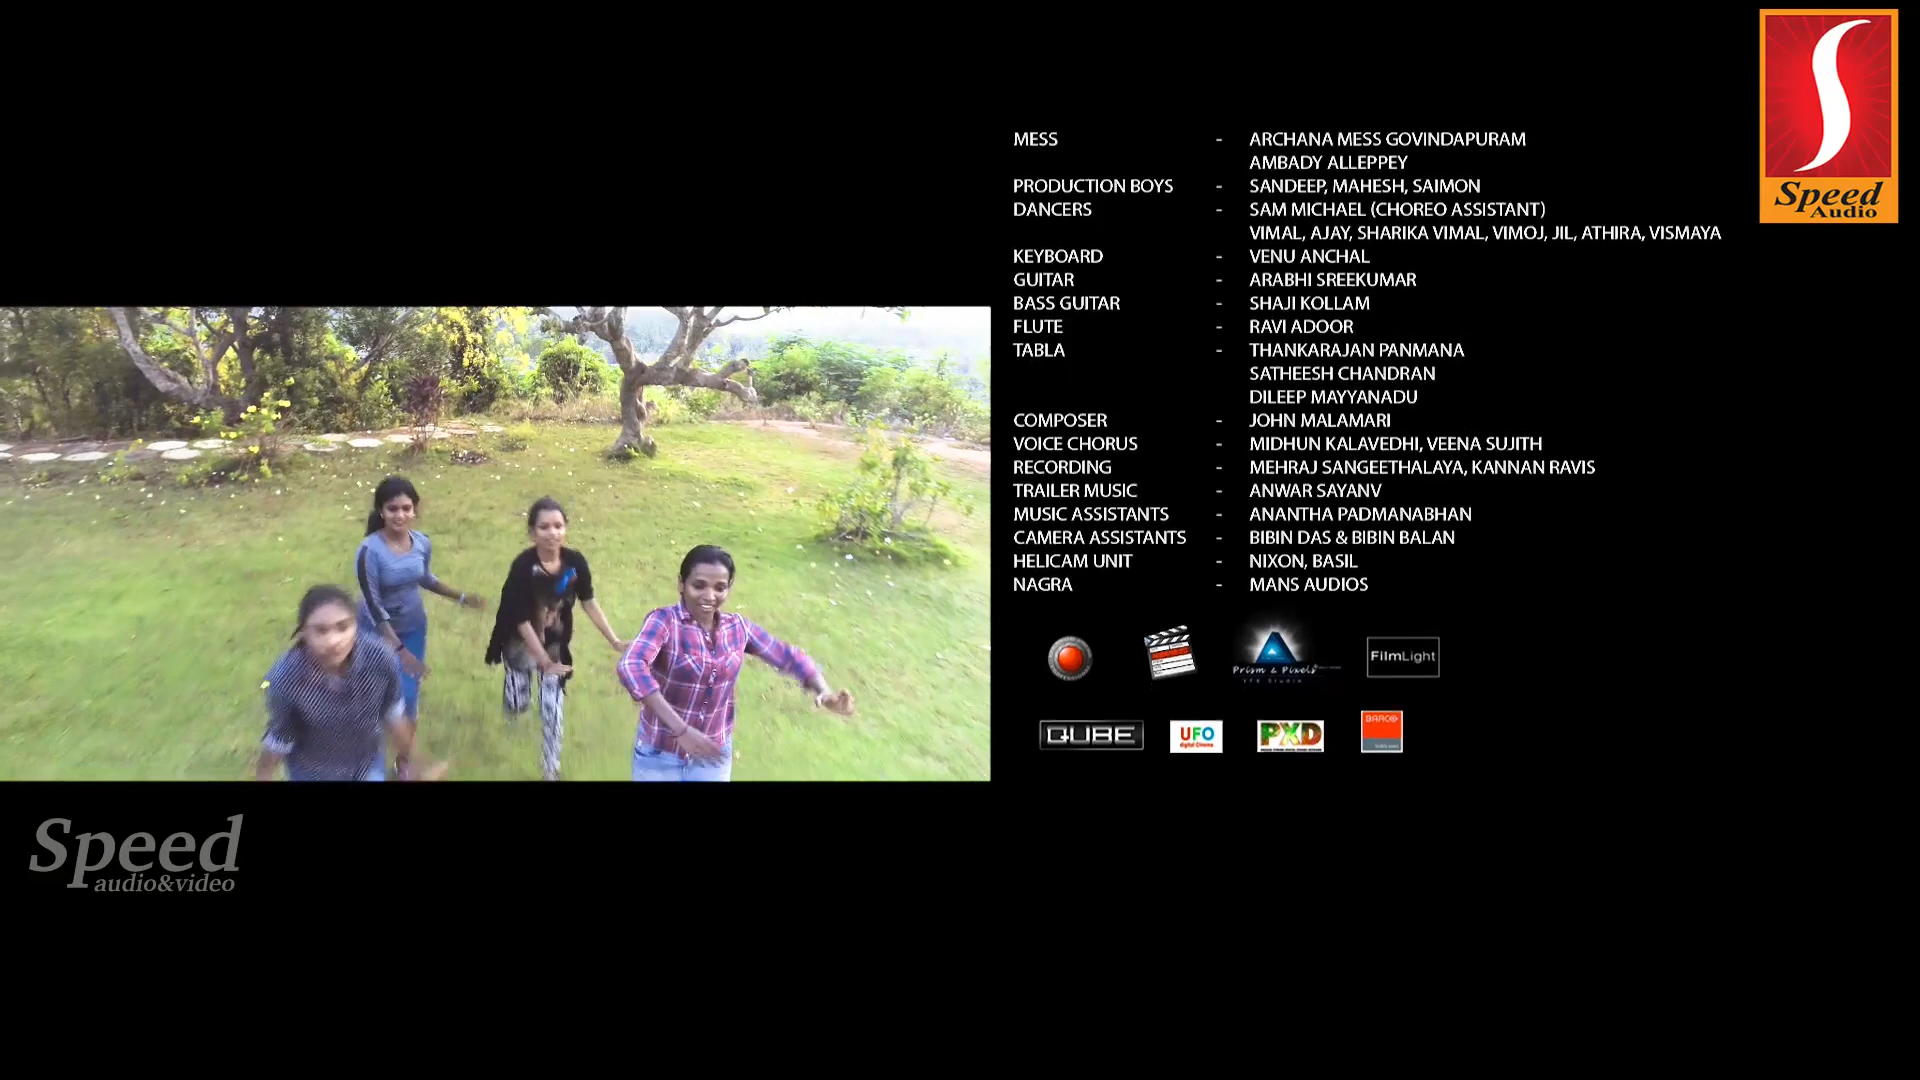 Speed
Audio
MESS - ARCHANA MESS GOVINDAPURAM
AMBADY ALLEPPEY
PRODUCTION BOYS - SANDEEP, MAHESH, SAIMON
DANCERS - SAM MICHAEL (CHOREO ASSISTANT)
VIMAL, AJAY, SHARIKA VIMAL, VIMOJ, JIL, ATHIRA, VISMAYA
KEYBOARD - VENU ANCHAL
GUITAR - ARABHI SREEKUMAR
BASS GUITAR - SHAJI KOLLAM
FLUTE - RAVI ADOOR
TABLA - THANKARAJAN PANMANA
SATHEESH CHANDRAN
DILEEP MAYYANADU
COMPOSER - JOHN MALAMARI
VOICE CHORUS - MIDHUN KALAVEDHI, VEENA SUJITH
RECORDING - MEHRAJ SANGEETHALAYA, KANNAN RAVIS
TRAILER MUSIC - ANWAR SAYANV
MUSIC ASSISTANTS - ANANTHA PADMANABHAN
CAMERA ASSISTANTS - BIBIN DAS & BIBIN BALAN
HELICAM UNIT - NIXON, BASIL
NAGRA - MANS AUDIOS
Prism & Pixels
VFX Studio
FilmLight
QUBE
UFO
digital Cinema
PXD
BARCO
Speed
audio&video